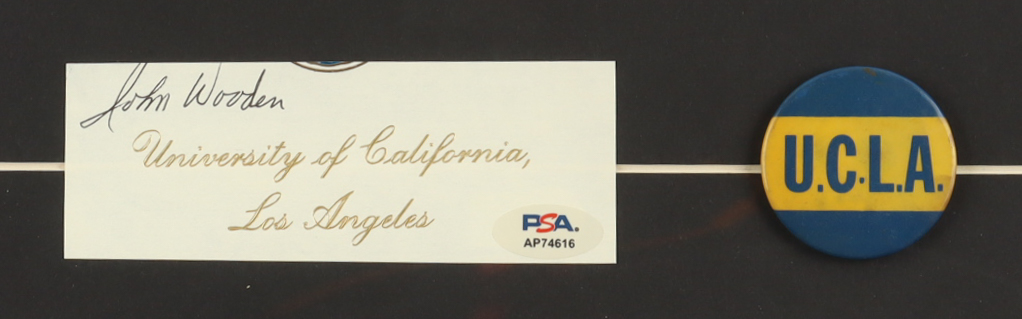 John Wooden
University of California,
Los Angeles
PSA.
AP74616
U.C.L.A.